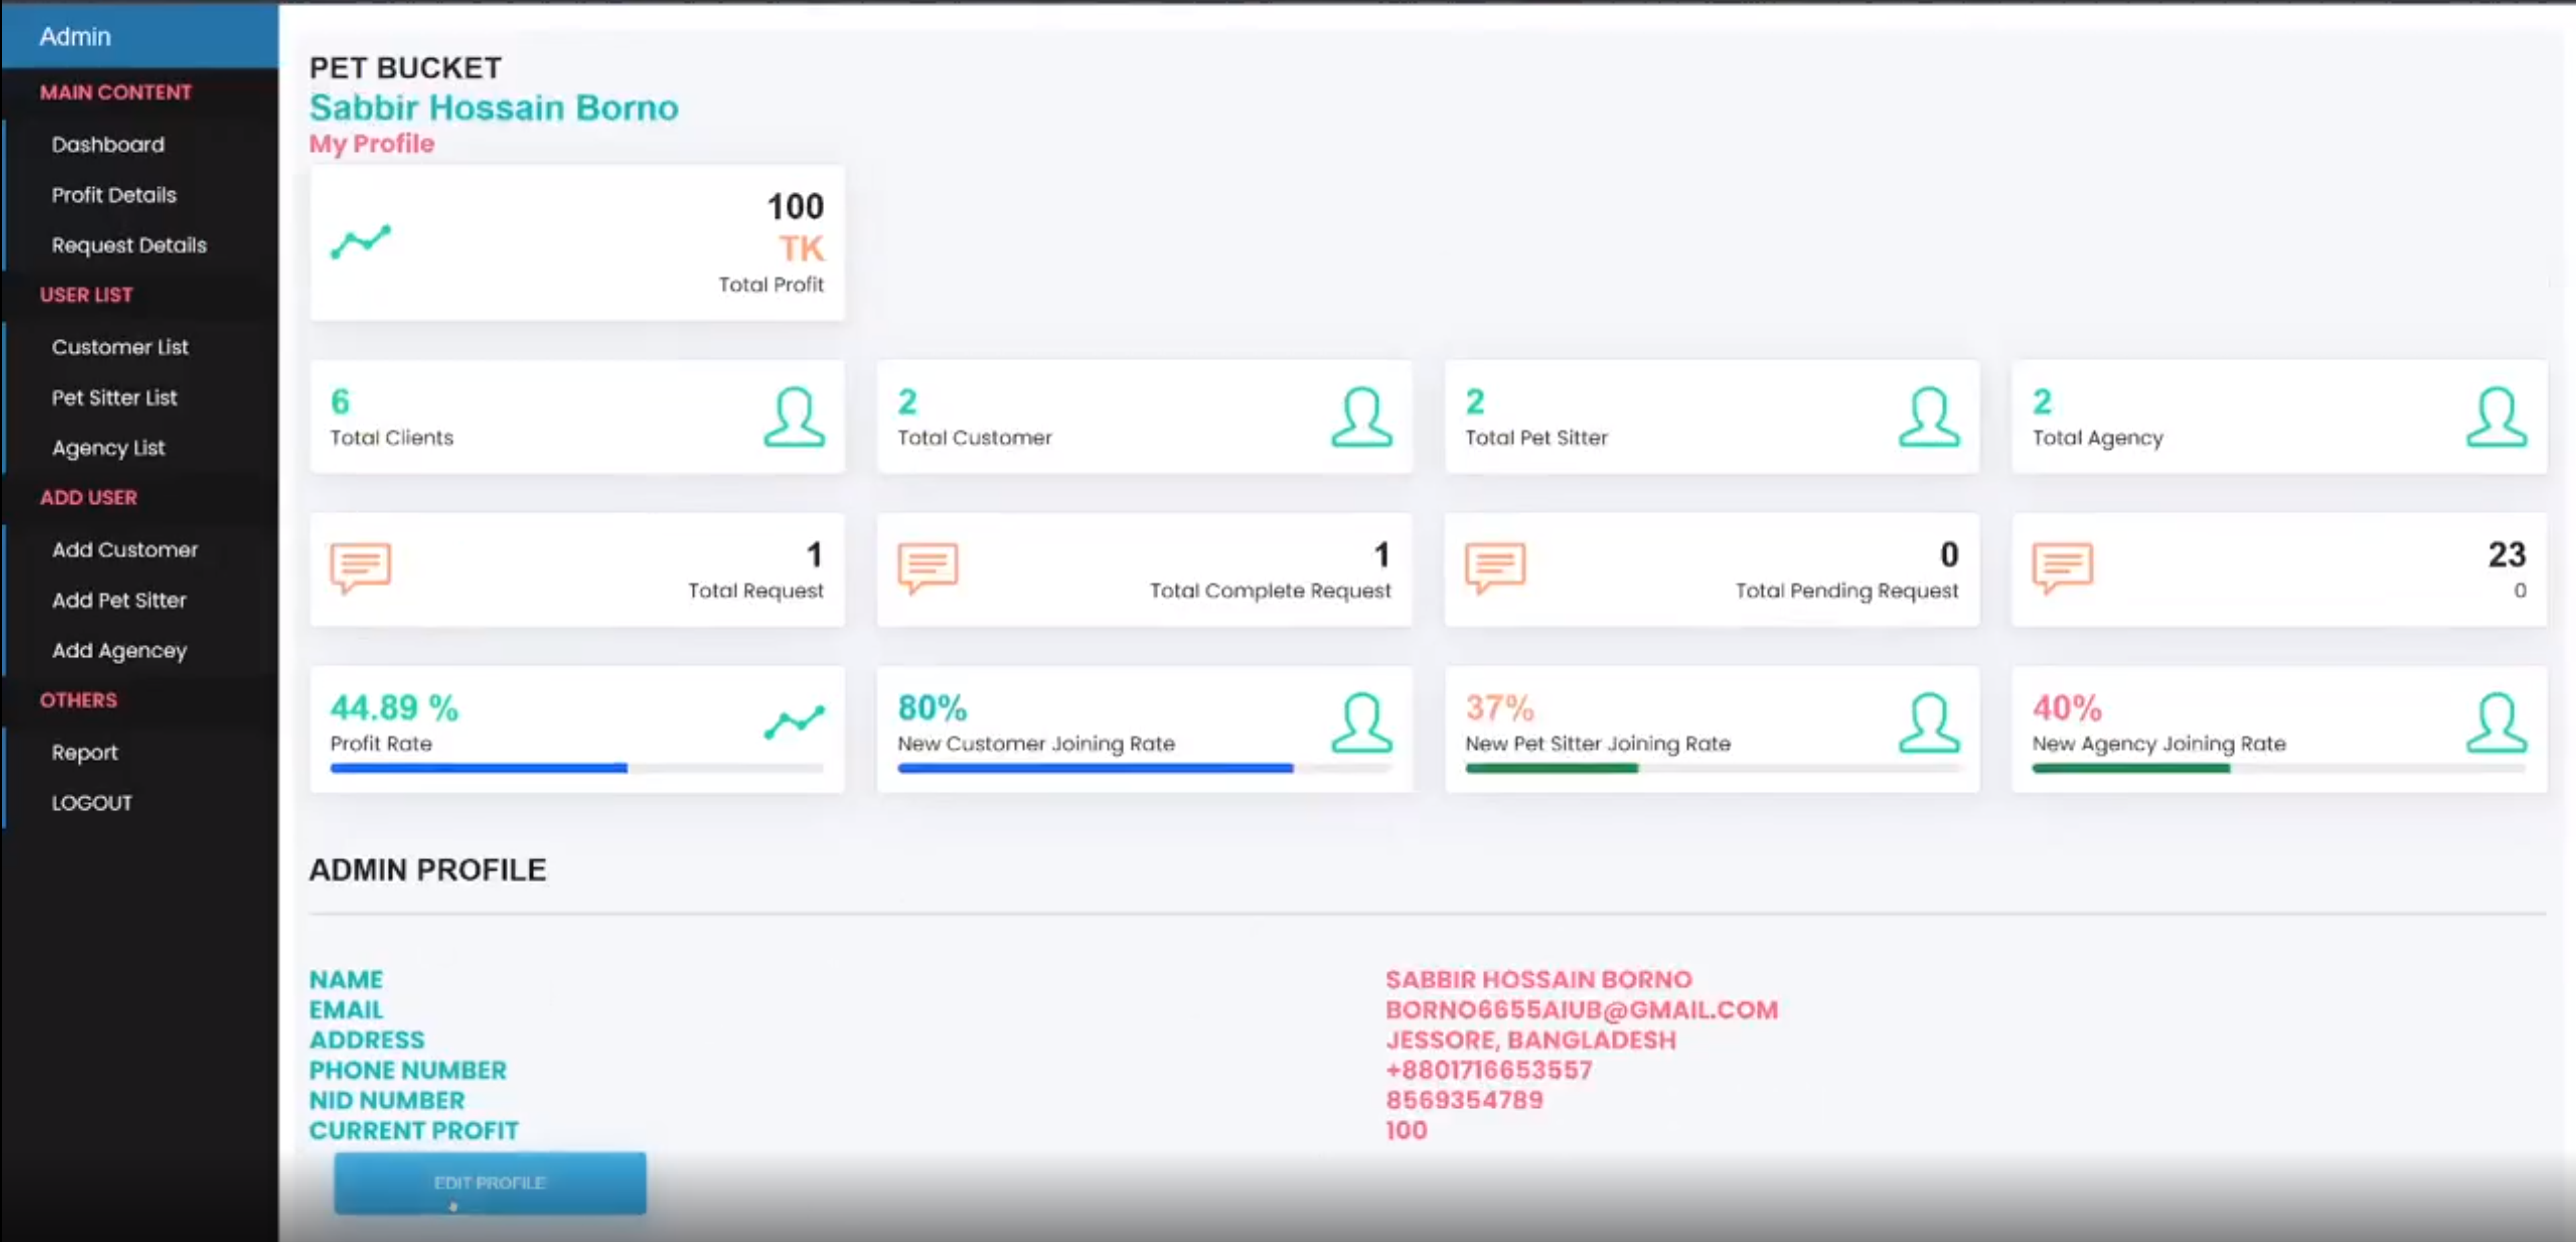 Admin
MAIN CONTENT
Dashboard
Profit Details
Request Details
USER LIST
Customer List
Pet Sitter List
Agency List
ADD USER
Add Customer
Add Pet Sitter
Add Agencey
OTHERS
Report
LOGOUT
PET BUCKET
Sabbir Hossain Borno
My Profile
100
TK
Total Profit
6
Total Clients
2
Total Customer
2
Total Pet Sitter
2
Total Agency
1
Total Request
1
Total Complete Request
0
Total Pending Request
23
0
44.89 %
Profit Rate
80%
New Customer Joining Rate
37%
New Pet Sitter Joining Rate
40%
New Agency Joining Rate
ADMIN PROFILE
NAME SABBIR HOSSAIN BORNO
EMAIL BORNO6655AIUB@GMAIL.COM
ADDRESS JESSORE, BANGLADESH
PHONE NUMBER +8801716653557
NID NUMBER 8569354789
CURRENT PROFIT 100
EDIT PROFILE